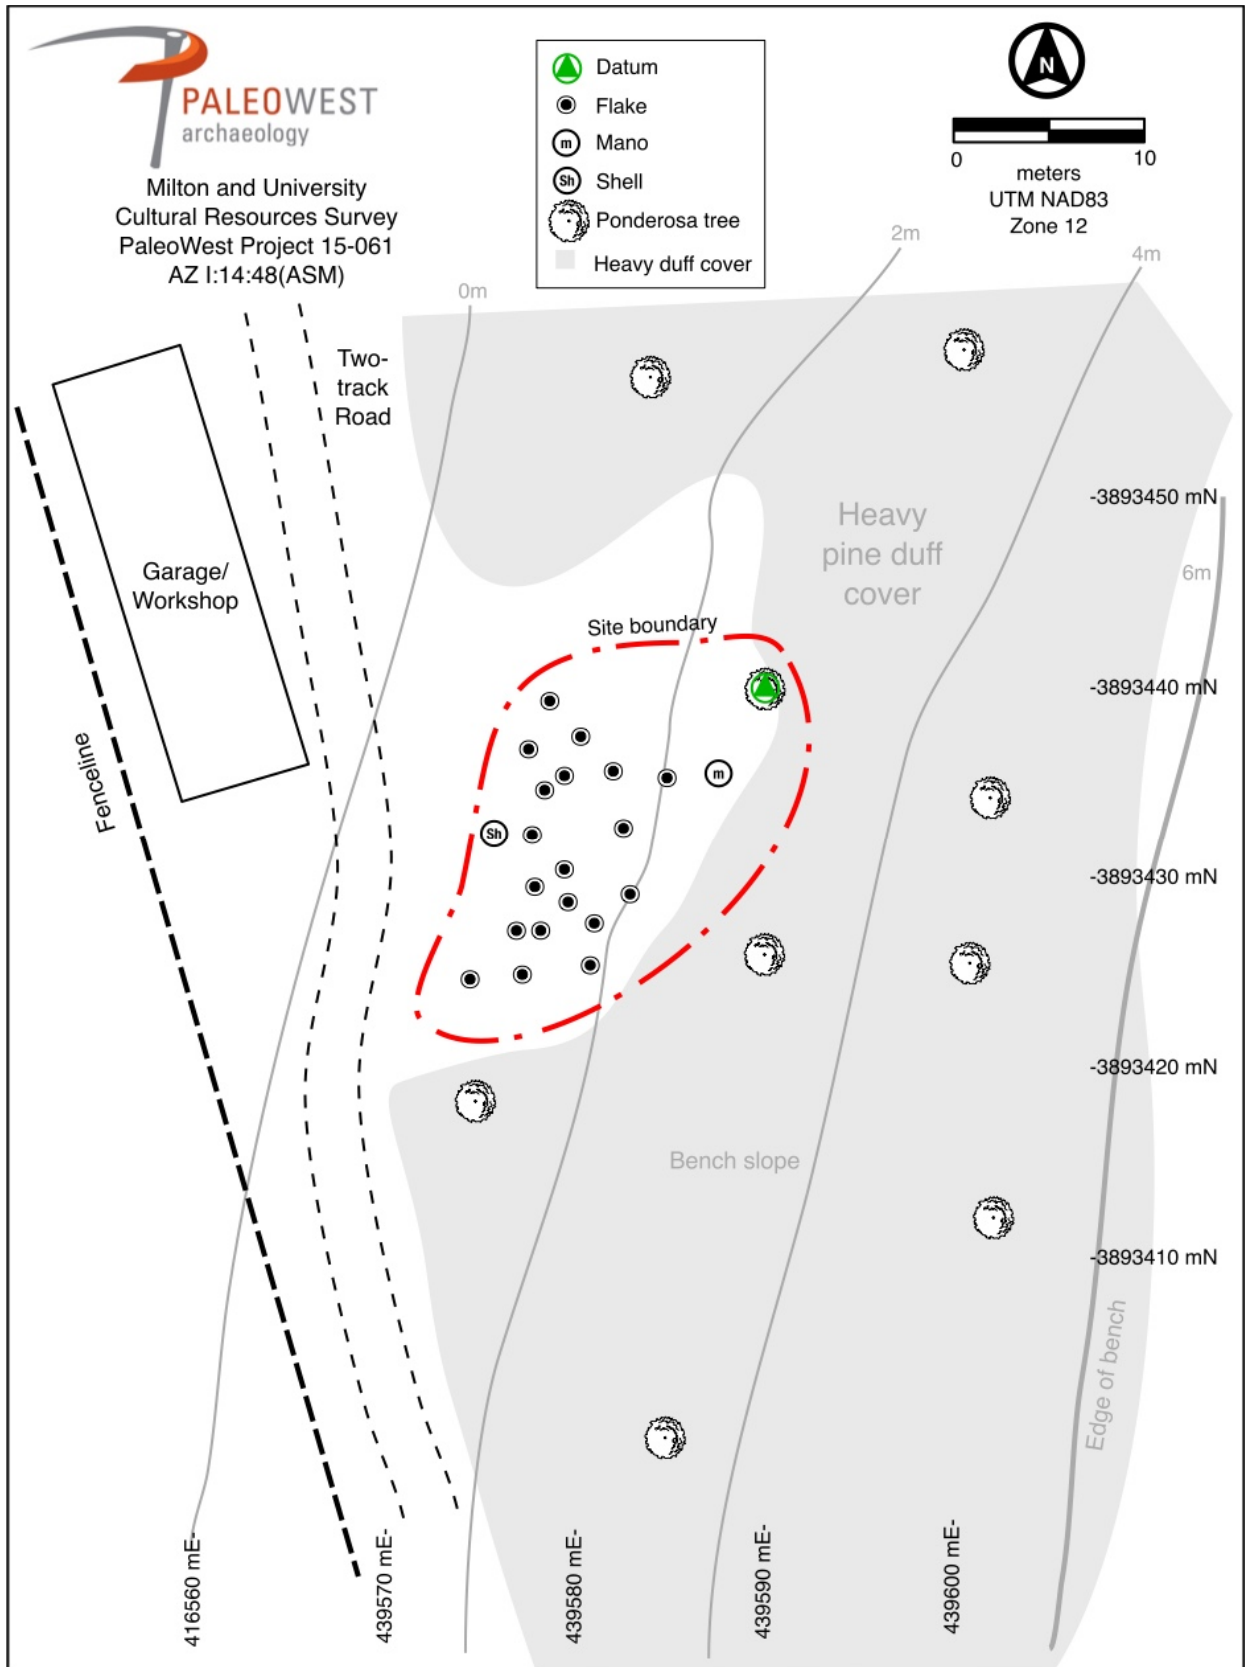 PALEOWEST
archaeology
Milton and University
Cultural Resources Survey
PaleoWest Project 15-061
AZ I:14:48(ASM)
Datum
Flake
m Mano
Sh Shell
Ponderosa tree
Heavy duff cover
N
0 10
meters
UTM NAD83
Zone 12
0m
2m
4m
6m
Two-
track
Road
Garage/
Workshop
Fenceline
Heavy
pine duff
cover
Site boundary
m
Sh
Bench slope
Edge of bench
-3893450 mN
-3893440 mN
-3893430 mN
-3893420 mN
-3893410 mN
416560 mE-
439570 mE-
439580 mE-
439590 mE-
439600 mE-